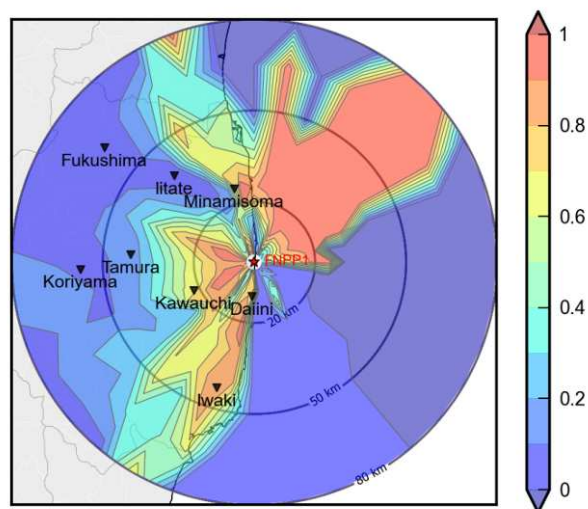 Fukushima
Iitate
Minamisoma
FNPP1
Tamura
Koriyama
Kawauchi
Daiini
20 km
Iwaki
50 km
80 km
1
0.8
0.6
0.4
0.2
0